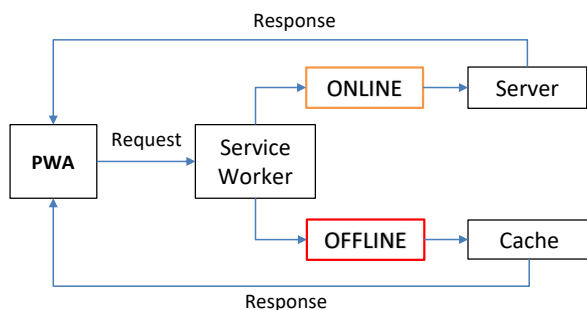 Response
ONLINE
Server
PWA
Request
Service
Worker
OFFLINE
Cache
Response